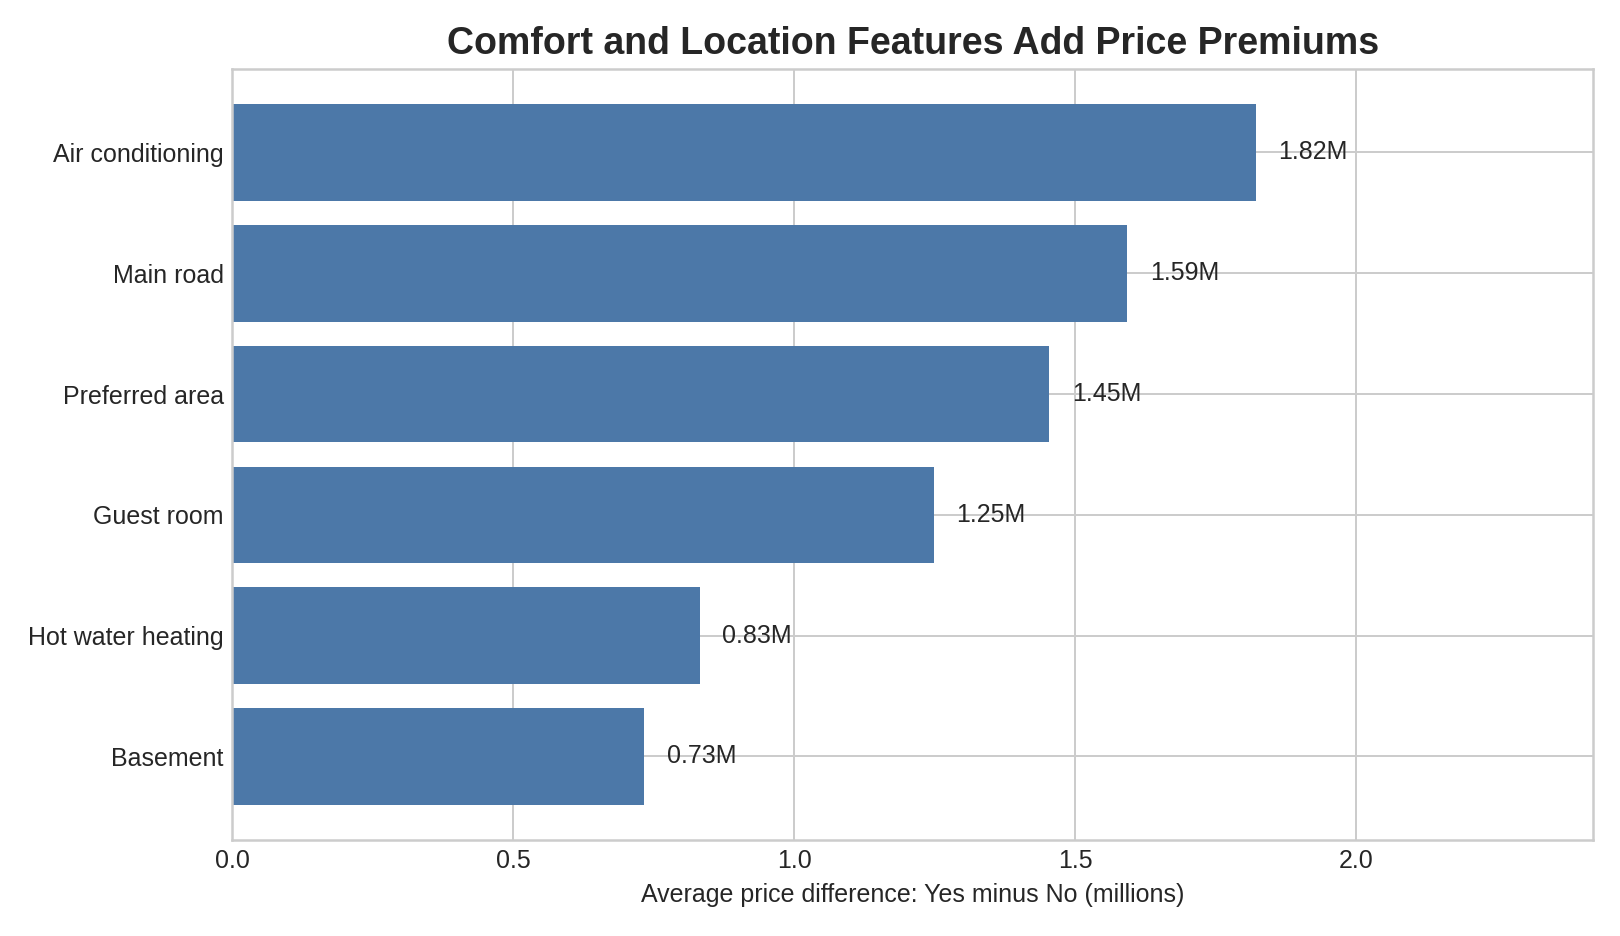 Comfort and Location Features Add Price Premiums
Air conditioning
1.82M
Main road
1.59M
Preferred area
1.45M
Guest room
1.25M
Hot water heating
0.83M
Basement
0.73M
0.0
0.5
1.0
1.5
2.0
Average price difference: Yes minus No (millions)